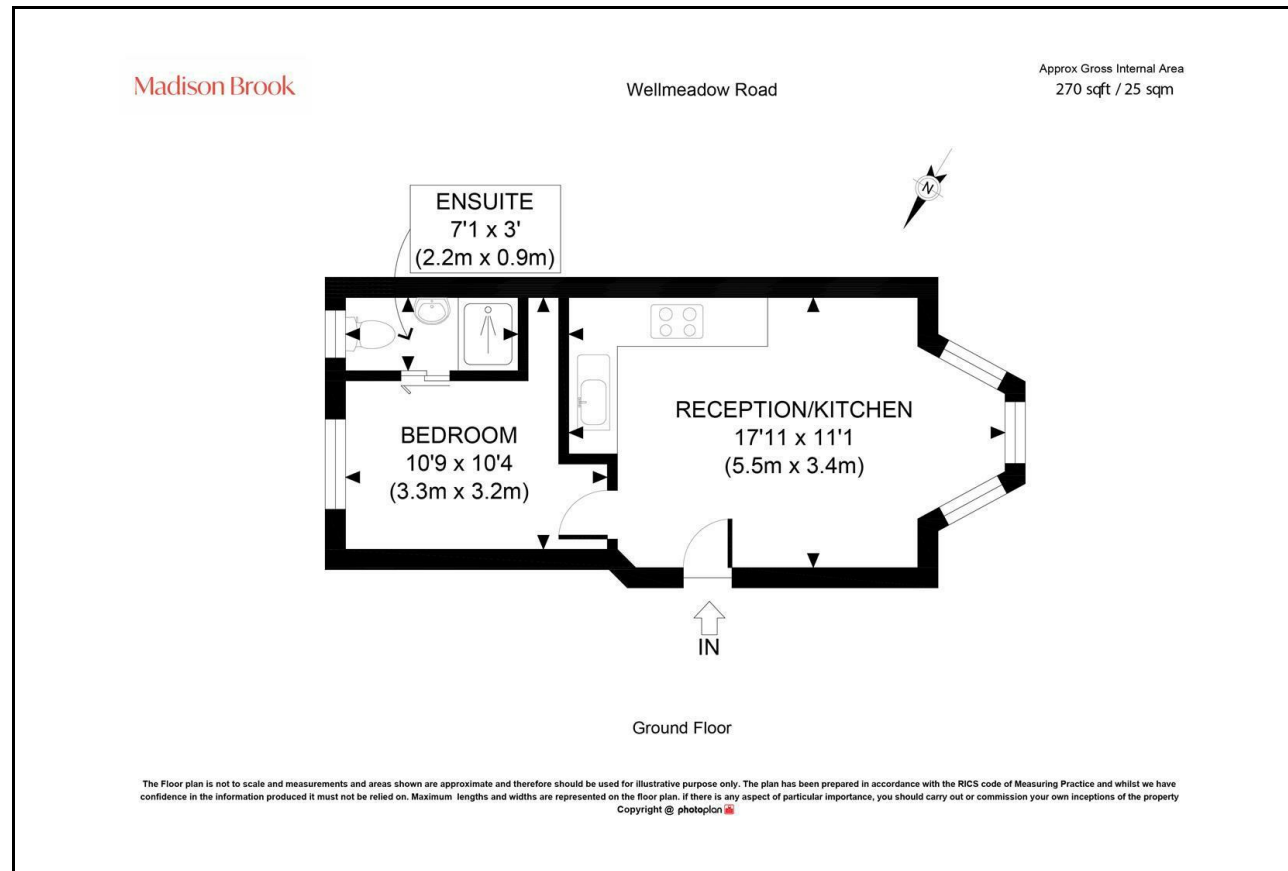 Madison Brook
Wellmeadow Road
Approx Gross Internal Area
270 sqft / 25 sqm
N
ENSUITE
7'1 x 3'
(2.2m x 0.9m)
BEDROOM
10'9 x 10'4
(3.3m x 3.2m)
RECEPTION/KITCHEN
17'11 x 11'1
(5.5m x 3.4m)
IN
Ground Floor
The Floor plan is not to scale and measurements and areas shown are approximate and therefore should be used for illustrative purpose only. The plan has been prepared in accordance with the RICS code of Measuring Practice and whilst we have
confidence in the information produced it must not be relied on. Maximum lengths and widths are represented on the floor plan. if there is any aspect of particular importance, you should carry out or commission your own inceptions of the property
Copyright @ photoplan